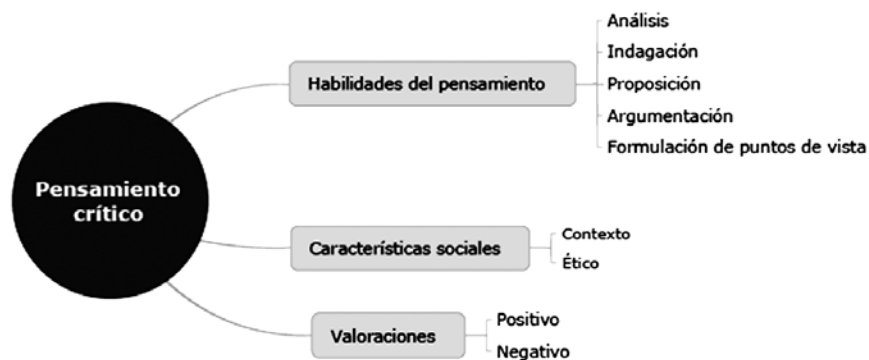 Pensamiento
crítico
Habilidades del pensamiento
Análisis
Indagación
Proposición
Argumentación
Formulación de puntos de vista
Características sociales
Contexto
Ético
Valoraciones
Positivo
Negativo